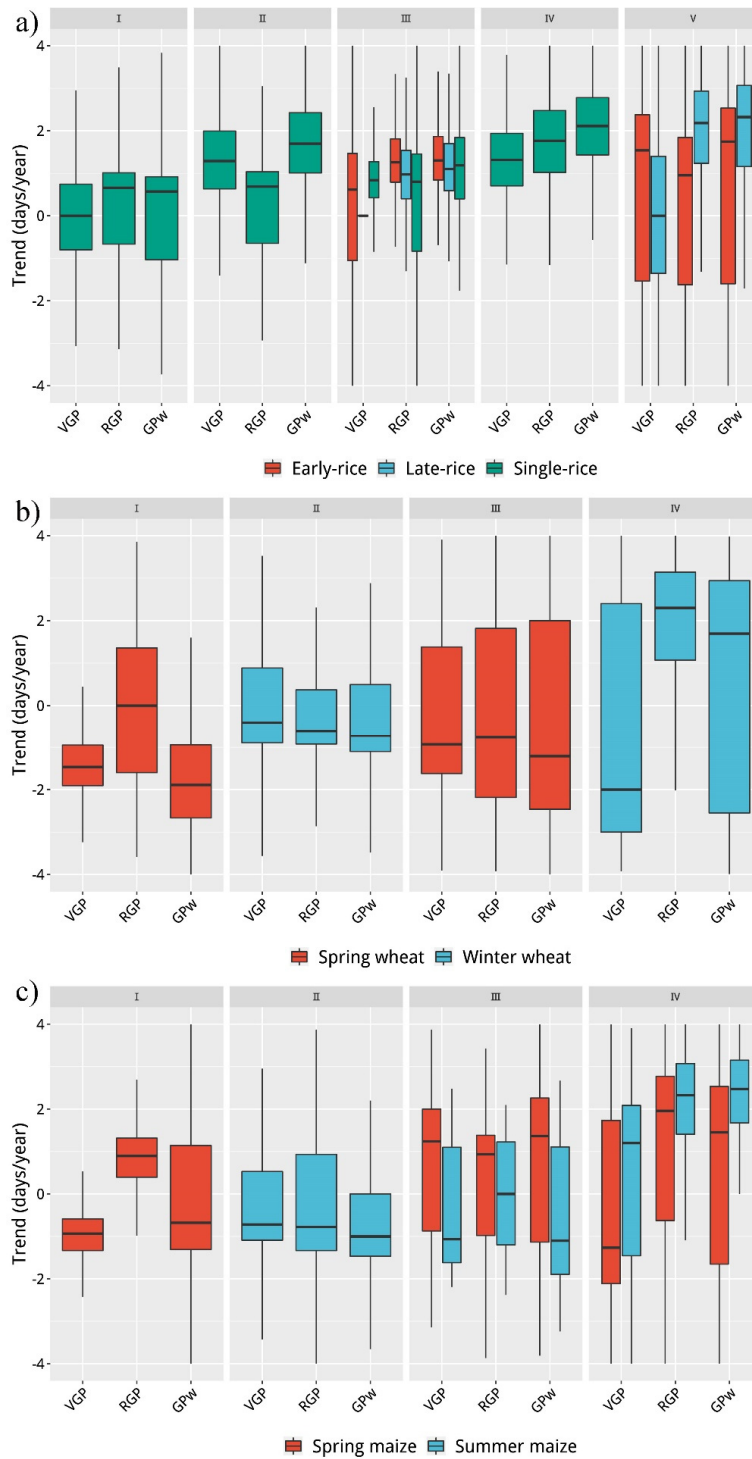 a)
I II III IV V
Trend (days/year)
4
2
0
-2
-4
VGP RGP GPw VGP RGP GPw VGP RGP GPw VGP RGP GPw VGP RGP GPw
Early-rice Late-rice Single-rice
b)
I II III IV
Trend (days/year)
4
2
0
-2
-4
VGP RGP GPw VGP RGP GPw VGP RGP GPw VGP RGP GPw
Spring wheat Winter wheat
c)
I II III IV
Trend (days/year)
4
2
0
-2
-4
VGP RGP GPw VGP RGP GPw VGP RGP GPw VGP RGP GPw
Spring maize Summer maize